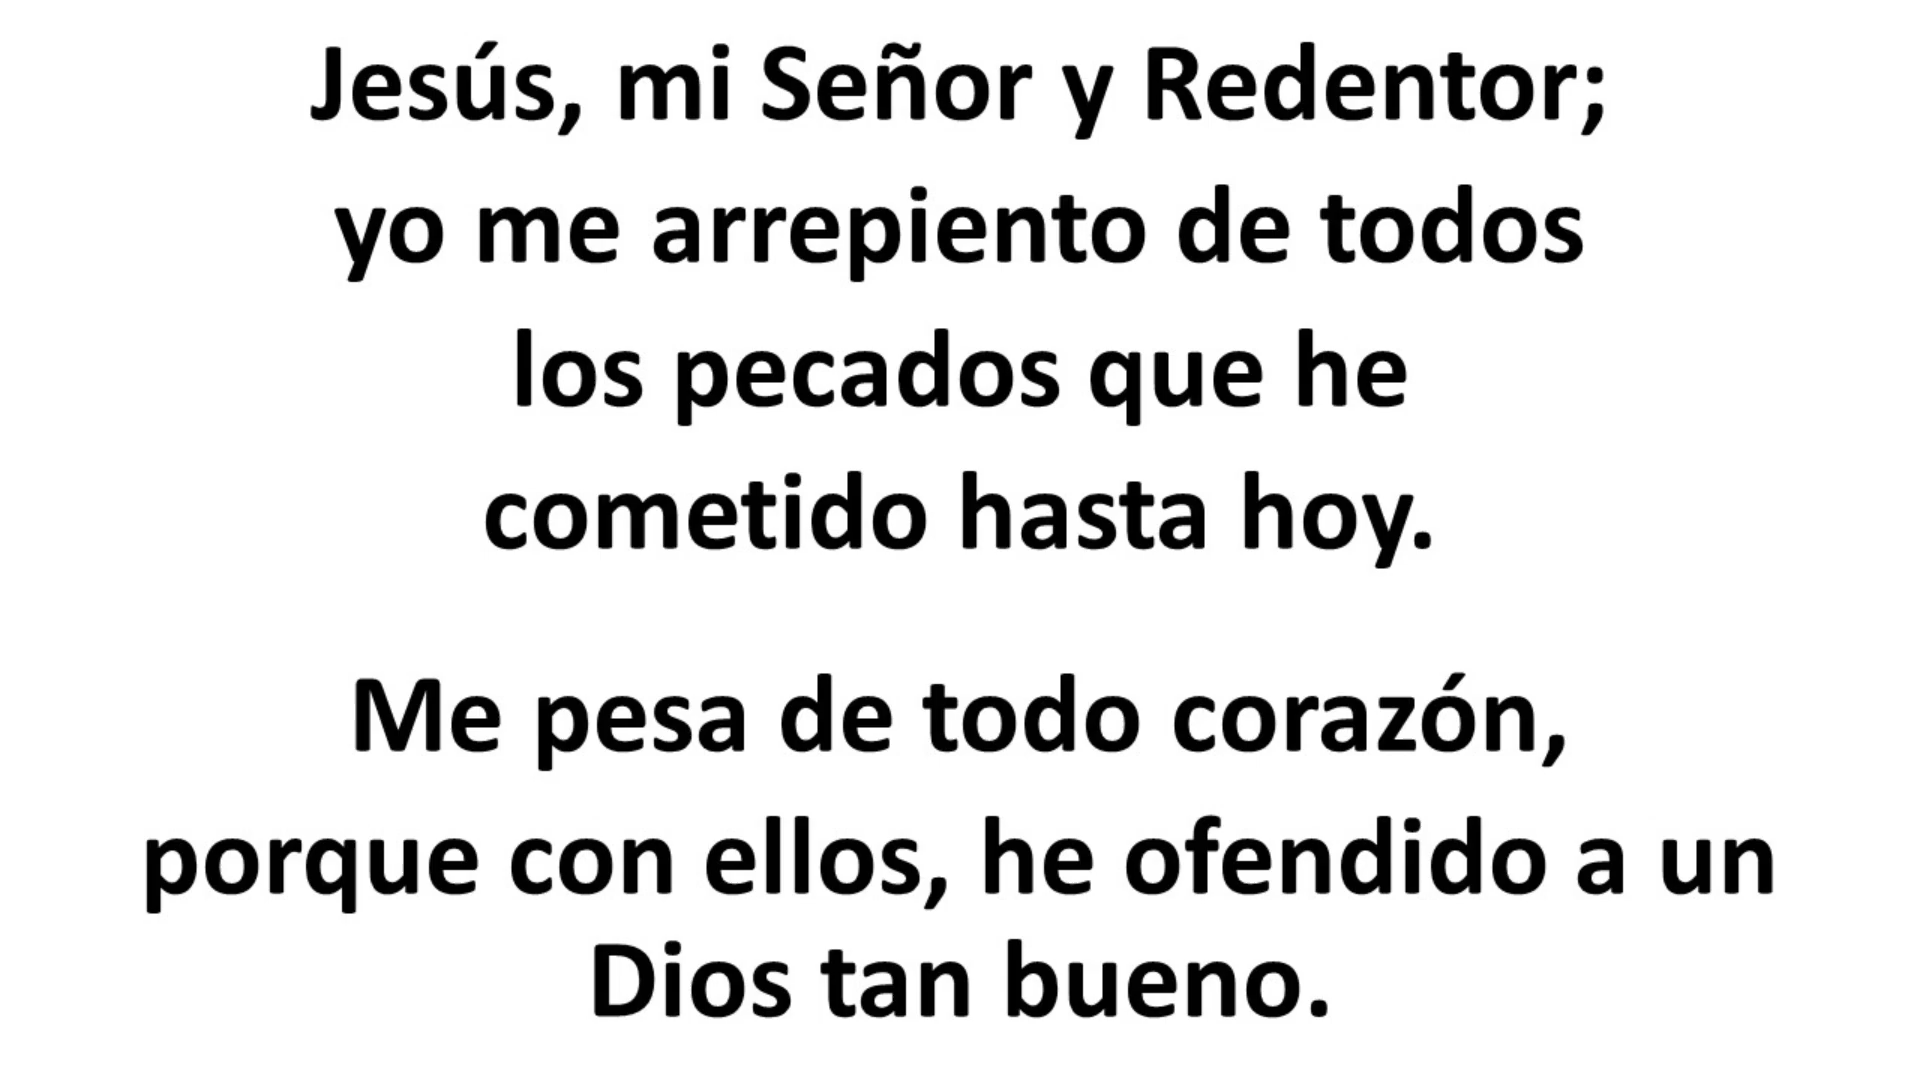 Jesús, mi Señor y Redentor;
yo me arrepiento de todos
los pecados que he
cometido hasta hoy.
Me pesa de todo corazón,
porque con ellos, he ofendido a un
Dios tan bueno.